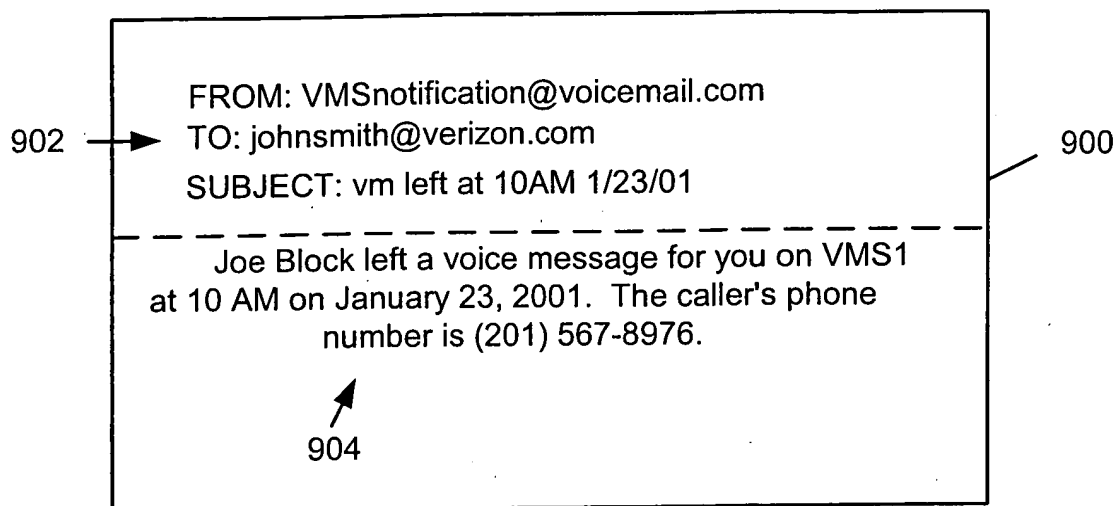 FROM: VMSnotification@voicemail.com
902
TO: johnsmith@verizon.com
900
SUBJECT: vm left at 10AM 1/23/01
Joe Block left a voice message for you on VMS1
at 10 AM on January 23, 2001. The caller's phone
number is (201) 567-8976.
904